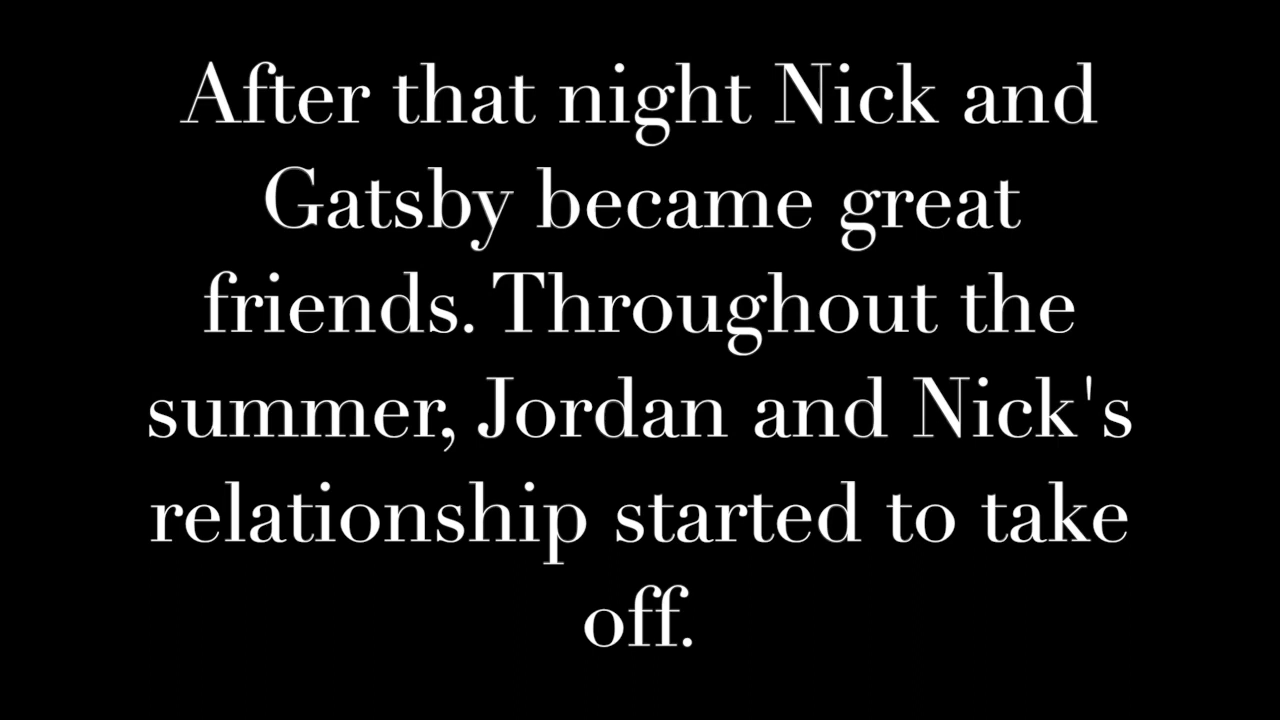 After that night Nick and
Gatsby became great
friends. Throughout the
summer, Jordan and Nick's
relationship started to take
off.